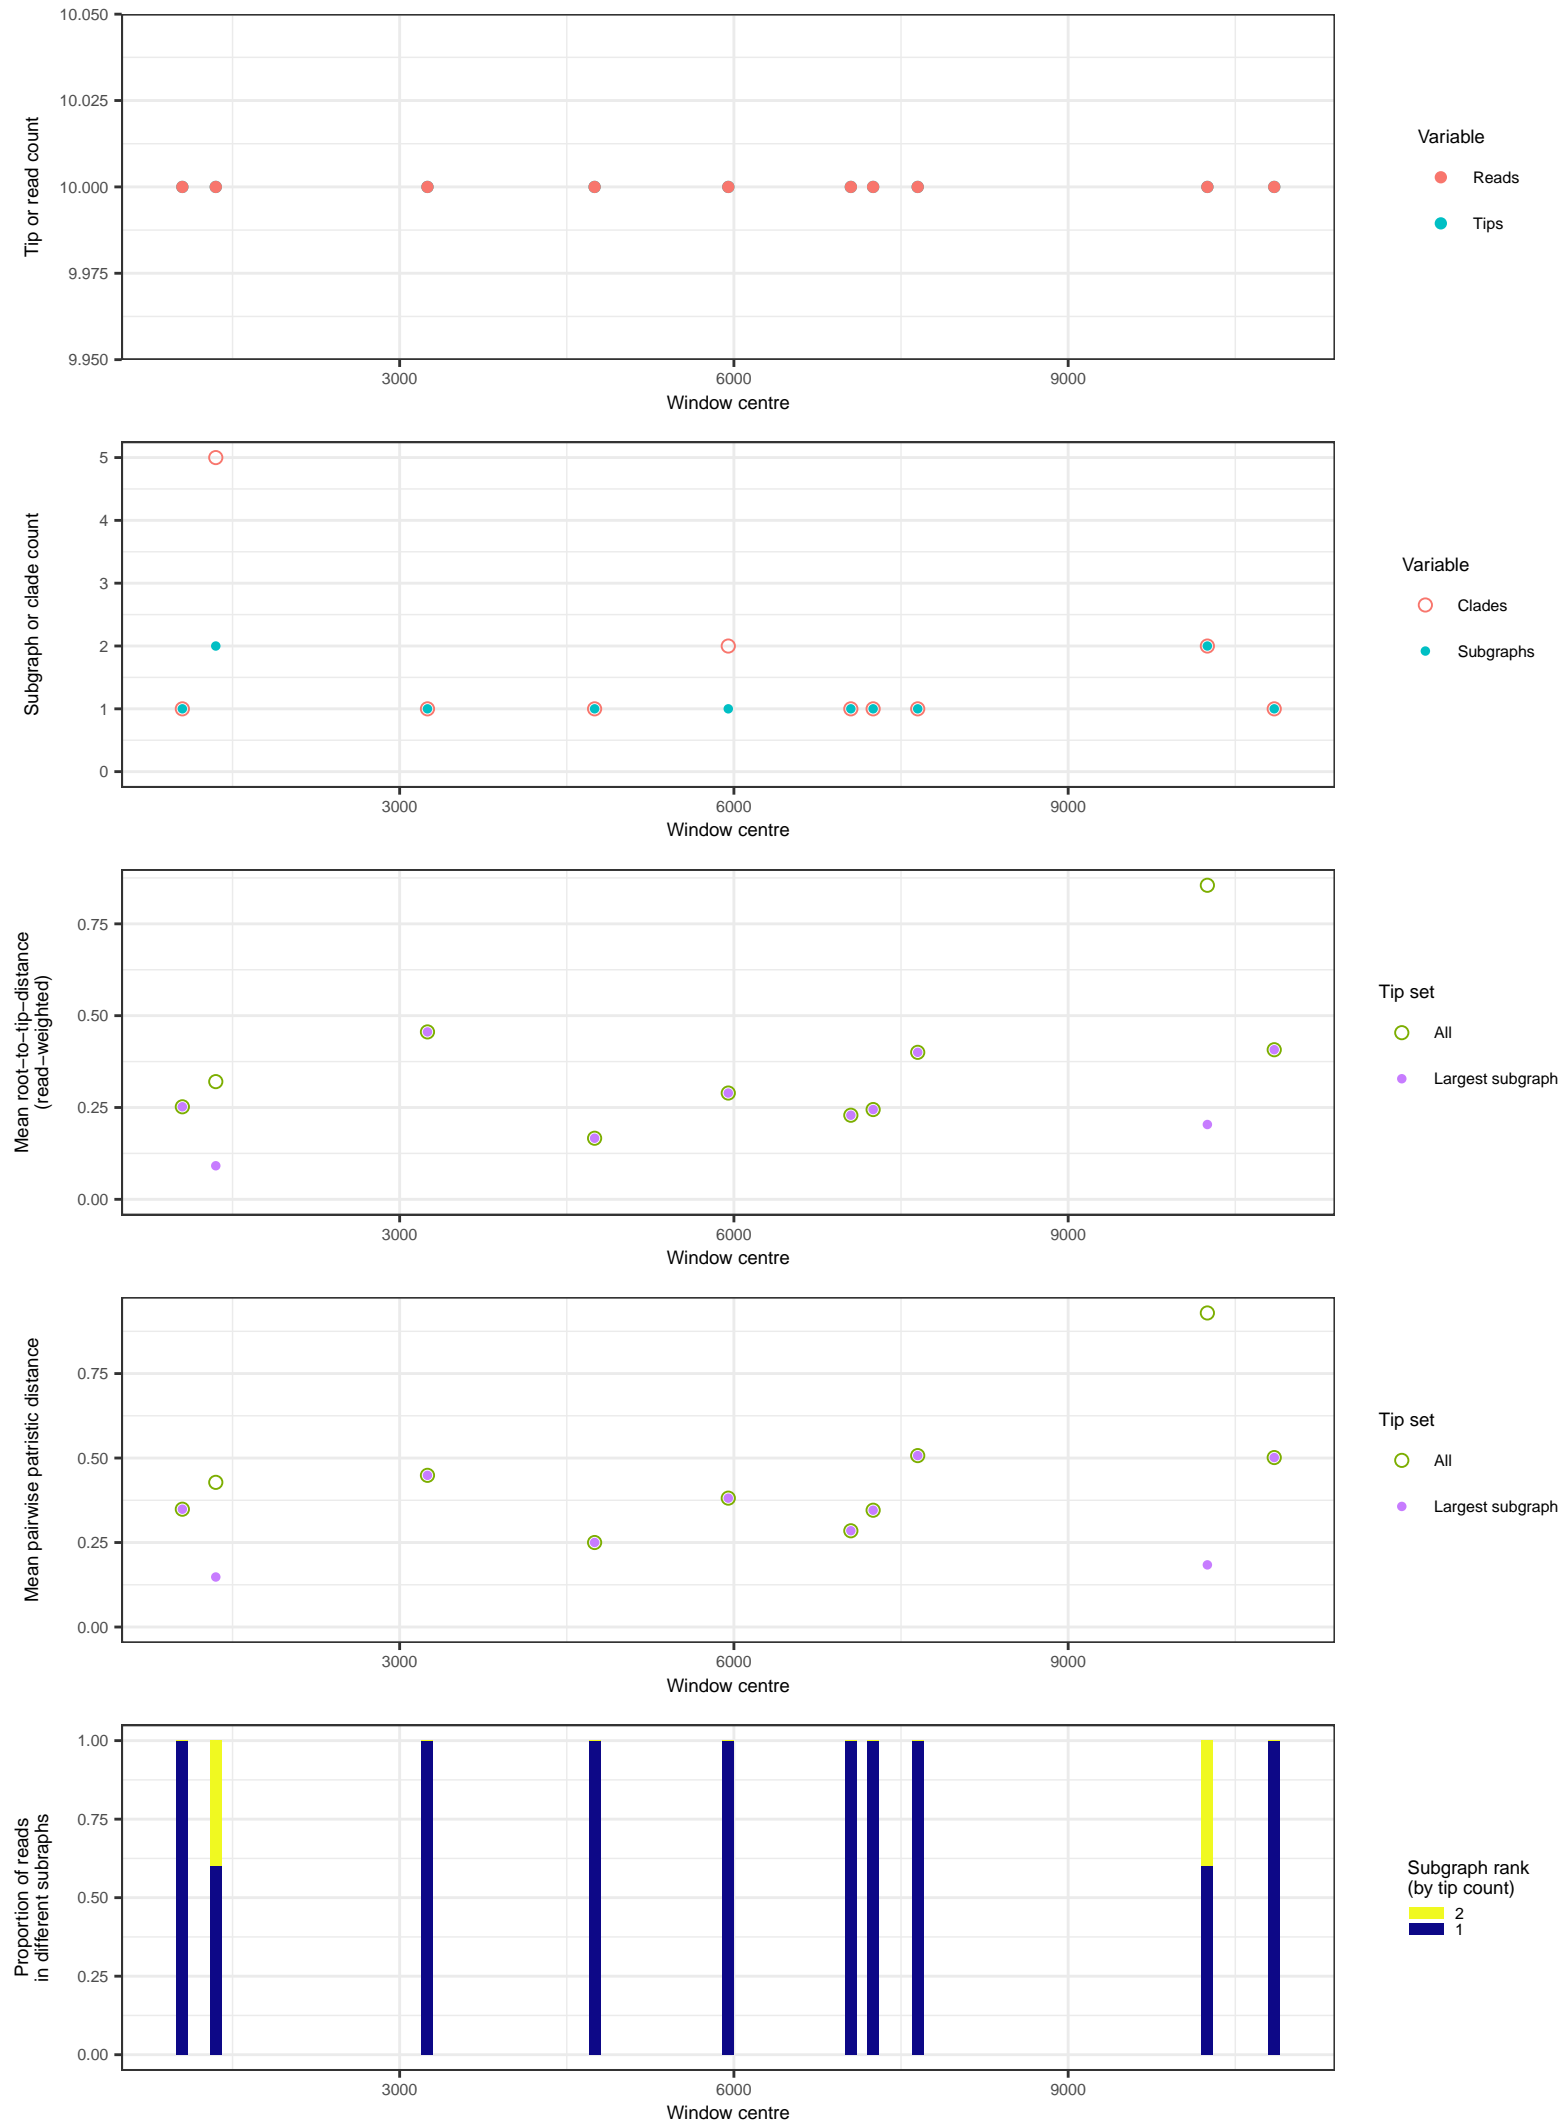 10.050
10.025
10.000
9.975
9.950
Tip or read count
3000
6000
9000
Window centre
Variable
Reads
Tips
5
4
3
2
1
0
Subgraph or clade count
3000
6000
9000
Window centre
Variable
Clades
Subgraphs
0.75
0.50
0.25
0.00
Mean root−to−tip−distance
(read−weighted)
3000
6000
9000
Window centre
Tip set
All
Largest subgraph
0.75
0.50
0.25
0.00
Mean pairwise patristic distance
3000
6000
9000
Window centre
Tip set
All
Largest subgraph
1.00
0.75
0.50
0.25
0.00
Proportion of reads
in different subraphs
3000
6000
9000
Window centre
Subgraph rank
(by tip count)
2
1